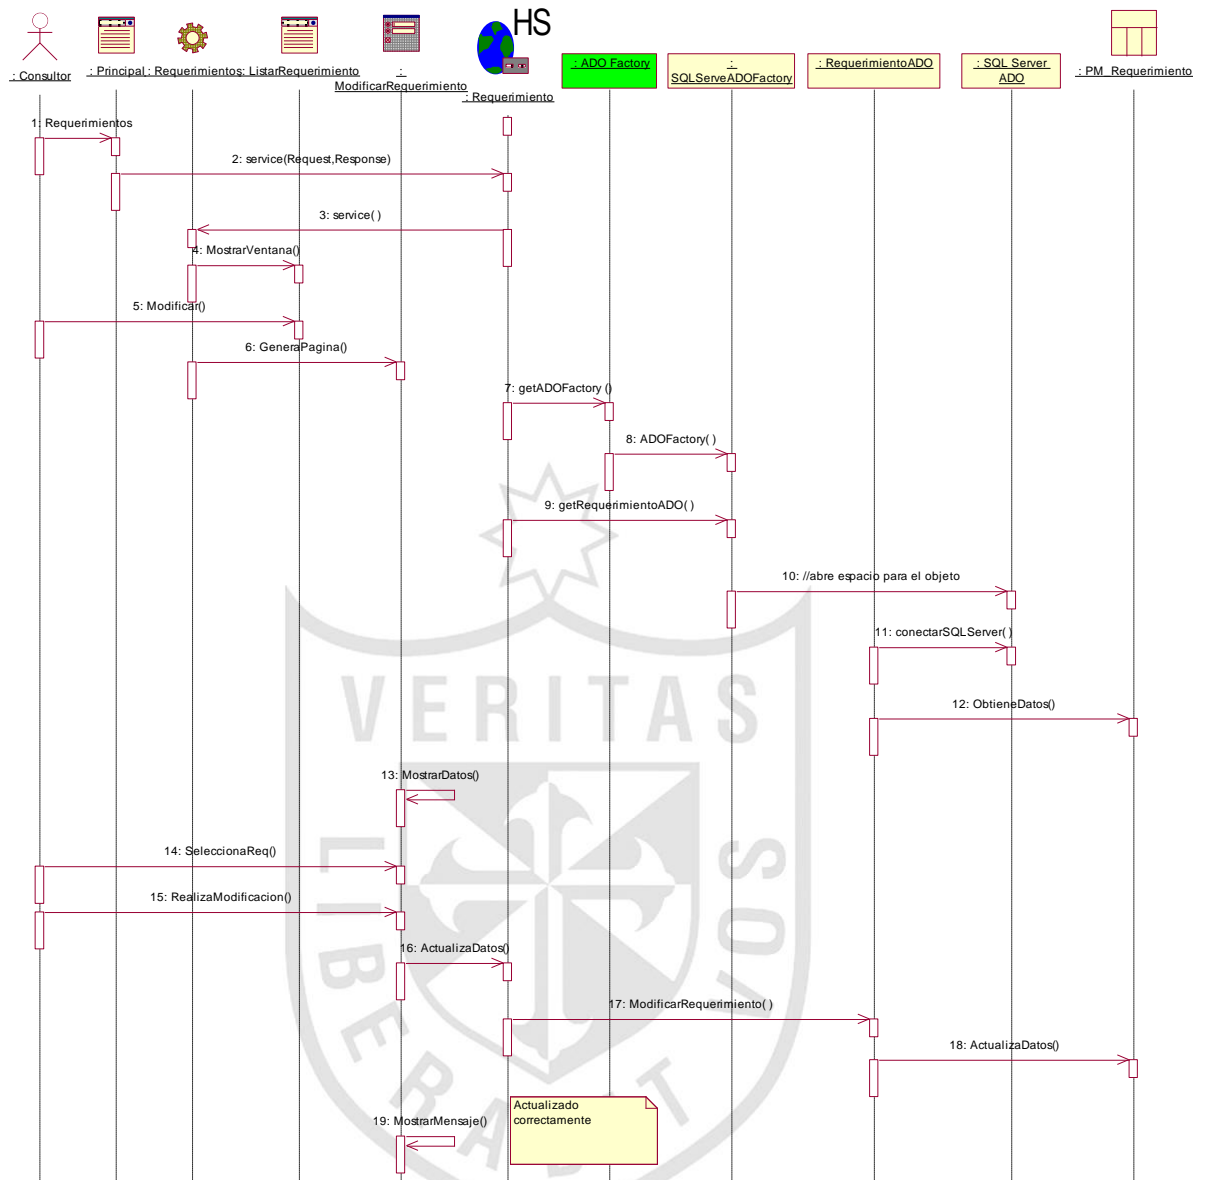 HS
: Consultor
: Principal
: Requerimientos
: ListarRequerimiento
:
ModificarRequerimiento
: Requerimiento
: ADO Factory
:
SQLServeADOFactory
: RequerimientoADO
: SQL Server
ADO
: PM_Requerimiento
1: Requerimientos
2: service(Request,Response)
3: service( )
4: MostrarVentana()
5: Modificar()
6: GeneraPagina()
7: getADOFactory ()
8: ADOFactory( )
9: getRequerimientoADO( )
10: //abre espacio para el objeto
11: conectarSQLServer( )
12: ObtieneDatos()
13: MostrarDatos()
14: SeleccionaReq()
15: RealizaModificacion()
16: ActualizaDatos()
17: ModificarRequerimiento( )
18: ActualizaDatos()
19: MostrarMensaje()
Actualizado
correctamente
VERITAS
LIBERABIT
VOS